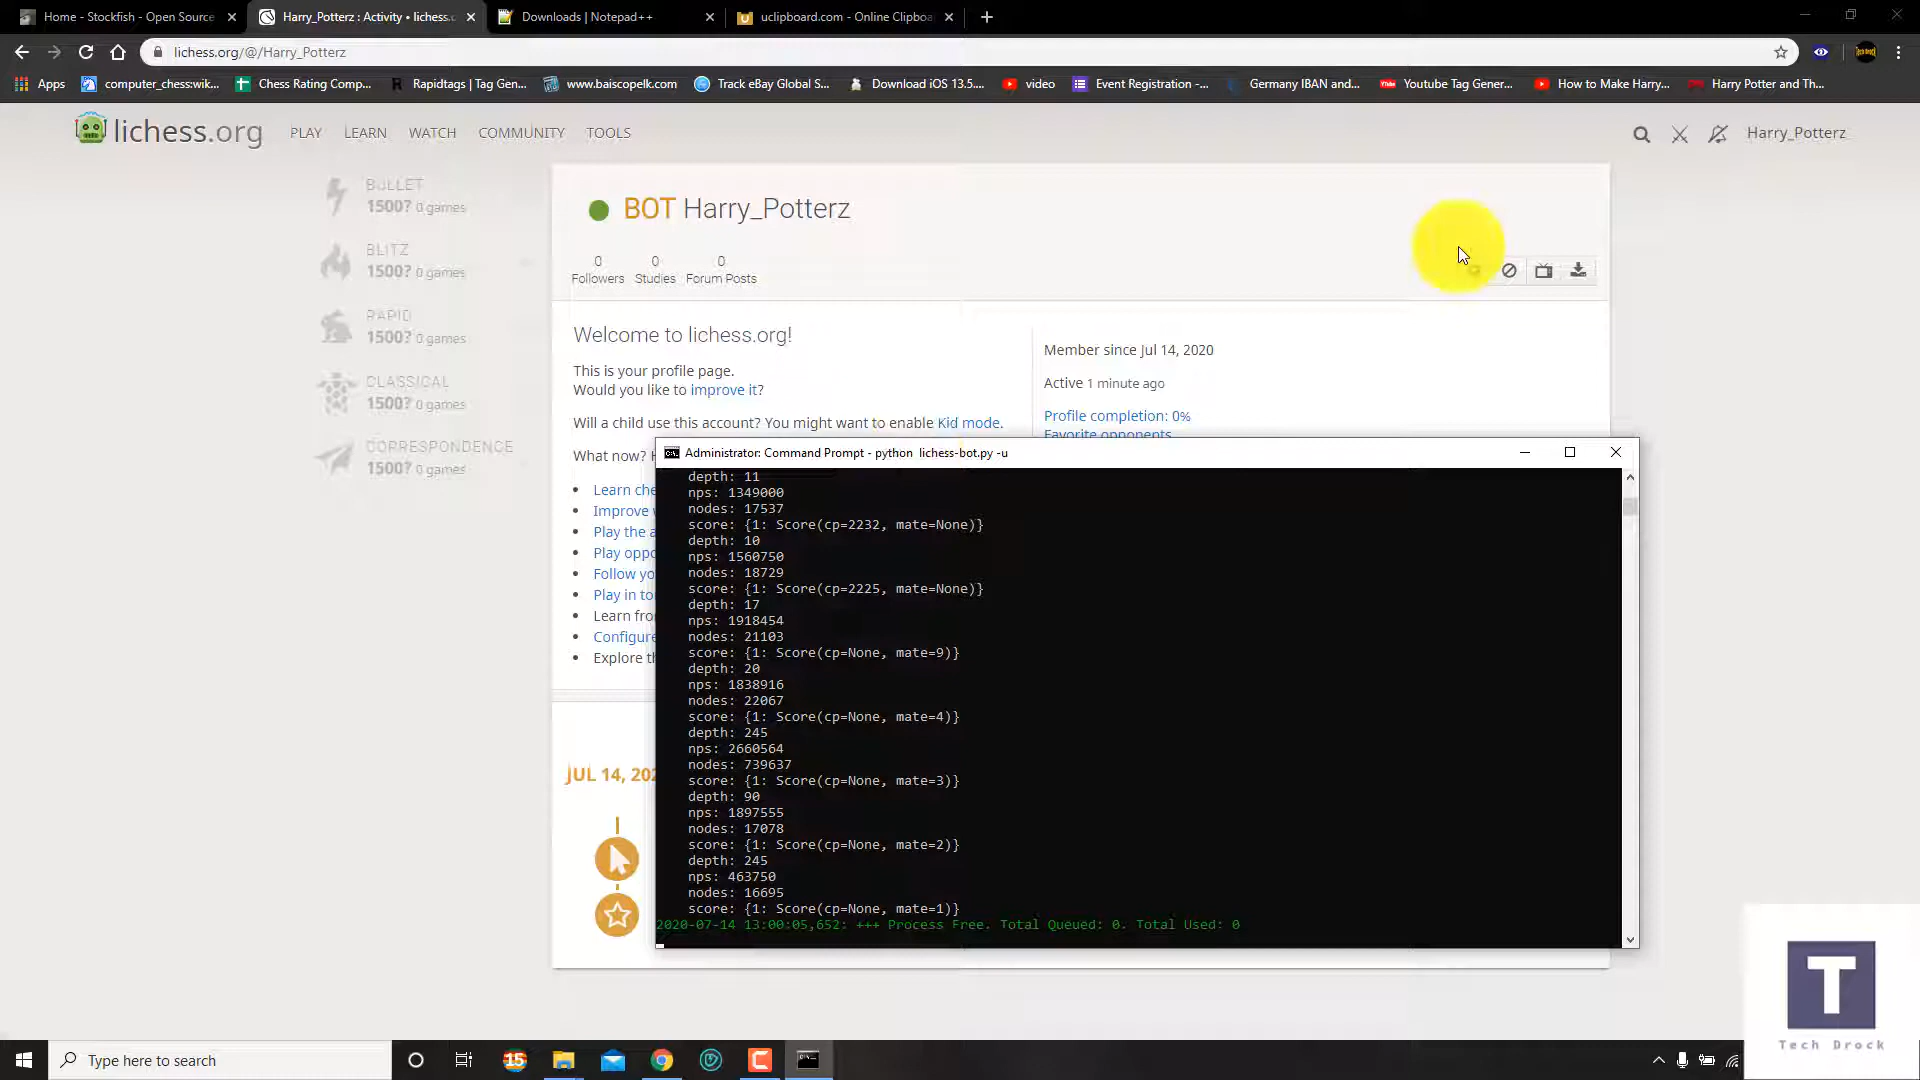 Home - Stockfish - Open Source
Harry_Potterz : Activity • lichess.o
Downloads | Notepad++
uclipboard.com - Online Clipboa
lichess.org/@/Harry_Potterz
Apps
computer_chess:wik...
Chess Rating Comp...
Rapidtags | Tag Gen...
www.baiscopelk.com
Track eBay Global S...
Download iOS 13.5....
video
Event Registration -...
Germany IBAN and...
Youtube Tag Gener...
How to Make Harry...
Harry Potter and Th...
lichess.org
PLAY
LEARN
WATCH
COMMUNITY
TOOLS
Harry_Potterz
BULLET
1500? 0 games
BLITZ
1500? 0 games
RAPID
1500? 0 games
CLASSICAL
1500? 0 games
CORRESPONDENCE
1500? 0 games
BOT Harry_Potterz
0
Followers
0
Studies
0
Forum Posts
Welcome to lichess.org!
This is your profile page.
Would you like to improve it?
Will a child use this account? You might want to enable Kid mode.
What now? H
Learn che
Improve
Play the a
Play oppo
Follow yo
Play in to
Learn fro
Configure
Explore th
JUL 14, 202
Member since Jul 14, 2020
Active 1 minute ago
Profile completion: 0%
Favorite opponents
Administrator: Command Prompt - python lichess-bot.py -u
depth: 11
nps: 1349000
nodes: 17537
score: {1: Score(cp=2232, mate=None)}
depth: 10
nps: 1560750
nodes: 18729
score: {1: Score(cp=2225, mate=None)}
depth: 17
nps: 1918454
nodes: 21103
score: {1: Score(cp=None, mate=9)}
depth: 20
nps: 1838916
nodes: 22067
score: {1: Score(cp=None, mate=4)}
depth: 245
nps: 2660564
nodes: 739637
score: {1: Score(cp=None, mate=3)}
depth: 90
nps: 1897555
nodes: 17078
score: {1: Score(cp=None, mate=2)}
depth: 245
nps: 463750
nodes: 16695
score: {1: Score(cp=None, mate=1)}
2020-07-14 13:00:05,652: +++ Process Free. Total Queued: 0. Total Used: 0
T
Tech Drock
Type here to search
15